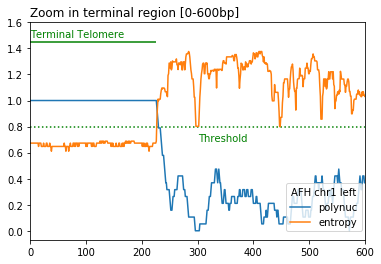 Zoom in terminal region [0-600bp]
1.6
Terminal Telomere
1.4
1.2
1.0
0.8
Threshold
0.6
0.4
AFH chr1 left
0.2
polynuc
entropy
0.0
0 100 200 300 400 500 600